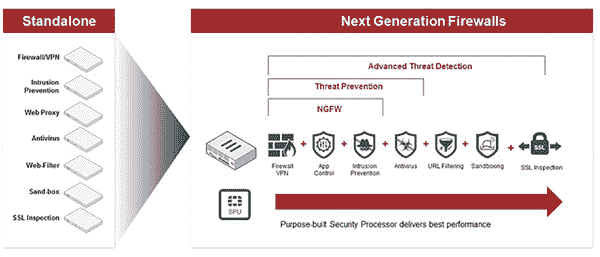 Standalone
Firewall/VPN
Intrusion
Prevention
Web Proxy
Antivirus
Web-Filter
Sand-box
SSL Inspection
Next Generation Firewalls
Advanced Threat Detection
Threat Prevention
NGFW
Firewall
VPN
+
App
Control
+
Intrusion
Prevention
+
Antivirus
+
URL Filtering
+
Sandboxing
+
SSL
SSL Inspection
SPU
Purpose-built Security Processor delivers best performance